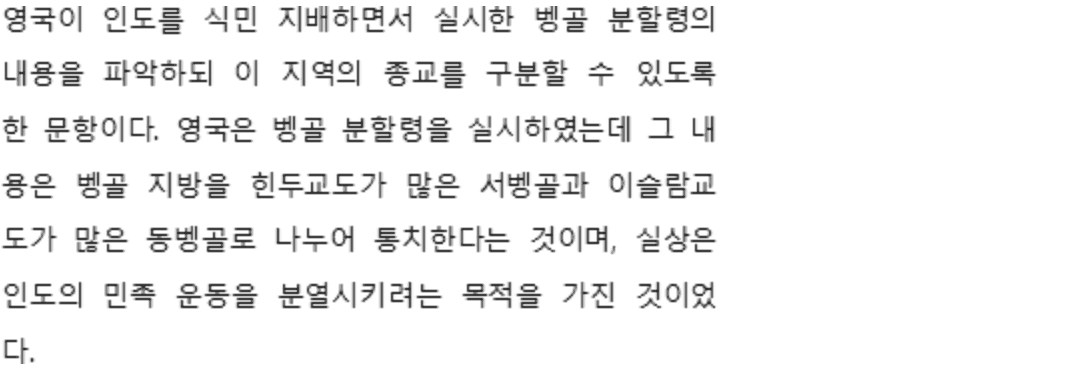 영국이 인도를 식민 지배하면서 실시한 벵골 분할령의
내용을 파악하되 이 지역의 종교를 구분할 수 있도록
한 문항이다. 영국은 벵골 분할령을 실시하였는데 그 내
용은 벵골 지방을 힌두교도가 많은 서벵골과 이슬람교
도가 많은 동벵골로 나누어 통치한다는 것이며, 실상은
인도의 민족 운동을 분열시키려는 목적을 가진 것이었
다.